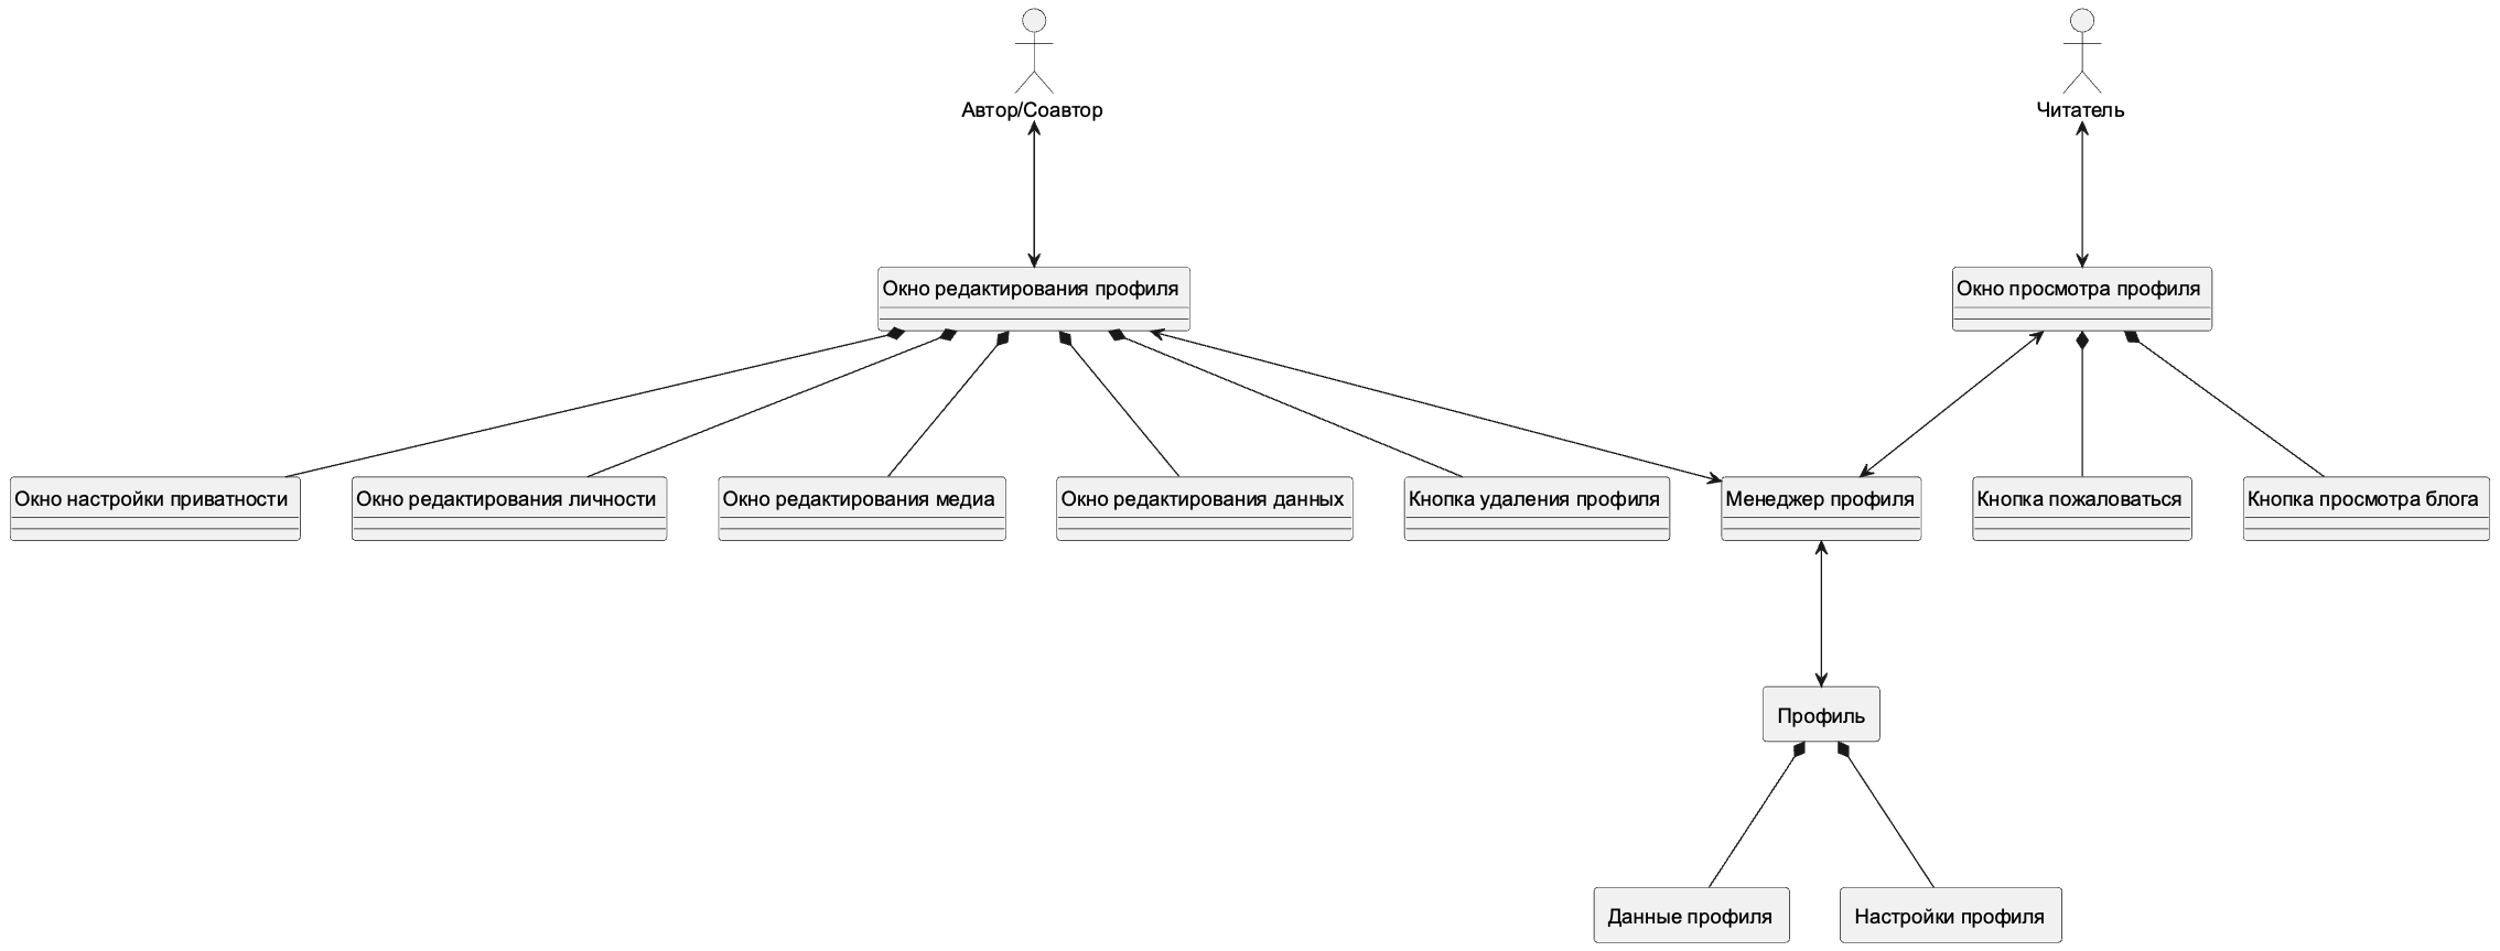 Автор/Соавтор
Читатель
Окно редактирования профиля
Окно просмотра профиля
Окно настройки приватности
Окно редактирования личности
Окно редактирования медиа
Окно редактирования данных
Кнопка удаления профиля
Менеджер профиля
Кнопка пожаловаться
Кнопка просмотра блога
Профиль
Данные профиля
Настройки профиля